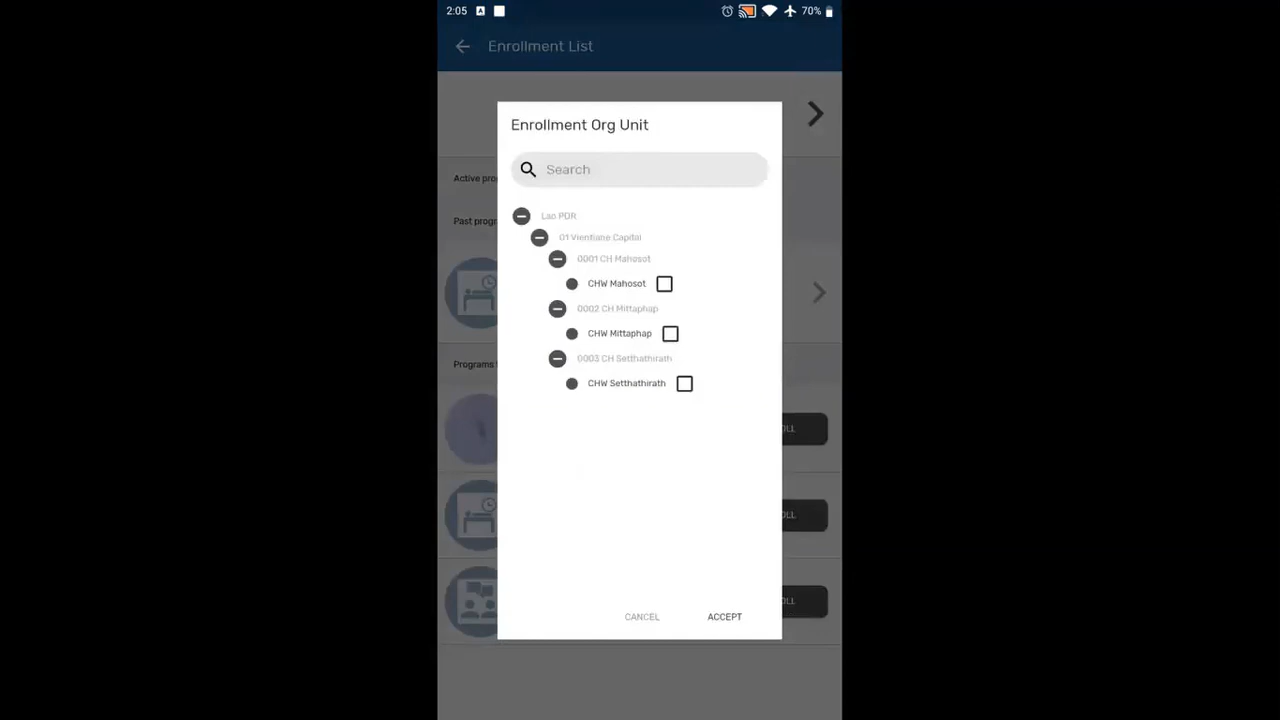 2:05
70%
Enrollment List
Enrollment Org Unit
Search
Active pro
Past progr
Lao PDR
01 Vientiane Capital
0001 CH Mahosot
CHW Mahosot
0002 CH Mittaphap
CHW Mittaphap
0003 CH Setthathirath
Programs
CHW Setthathirath
OLL
OLL
OLL
CANCEL
ACCEPT